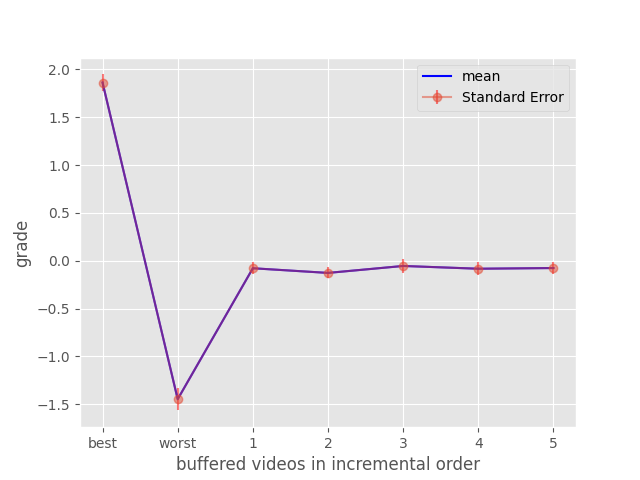 2.0
1.5
1.0
0.5
0.0
−0.5
−1.0
−1.5
grade
mean
Standard Error
best worst 1 2 3 4 5
buffered videos in incremental order